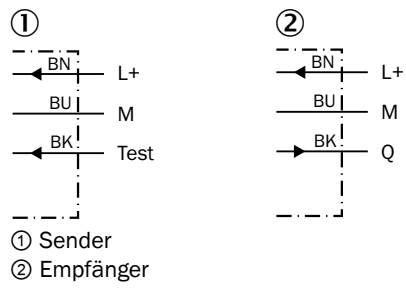 ① ②
BN L+ BN L+
BU M BU M
BK Test BK Q
① Sender
② Empfänger